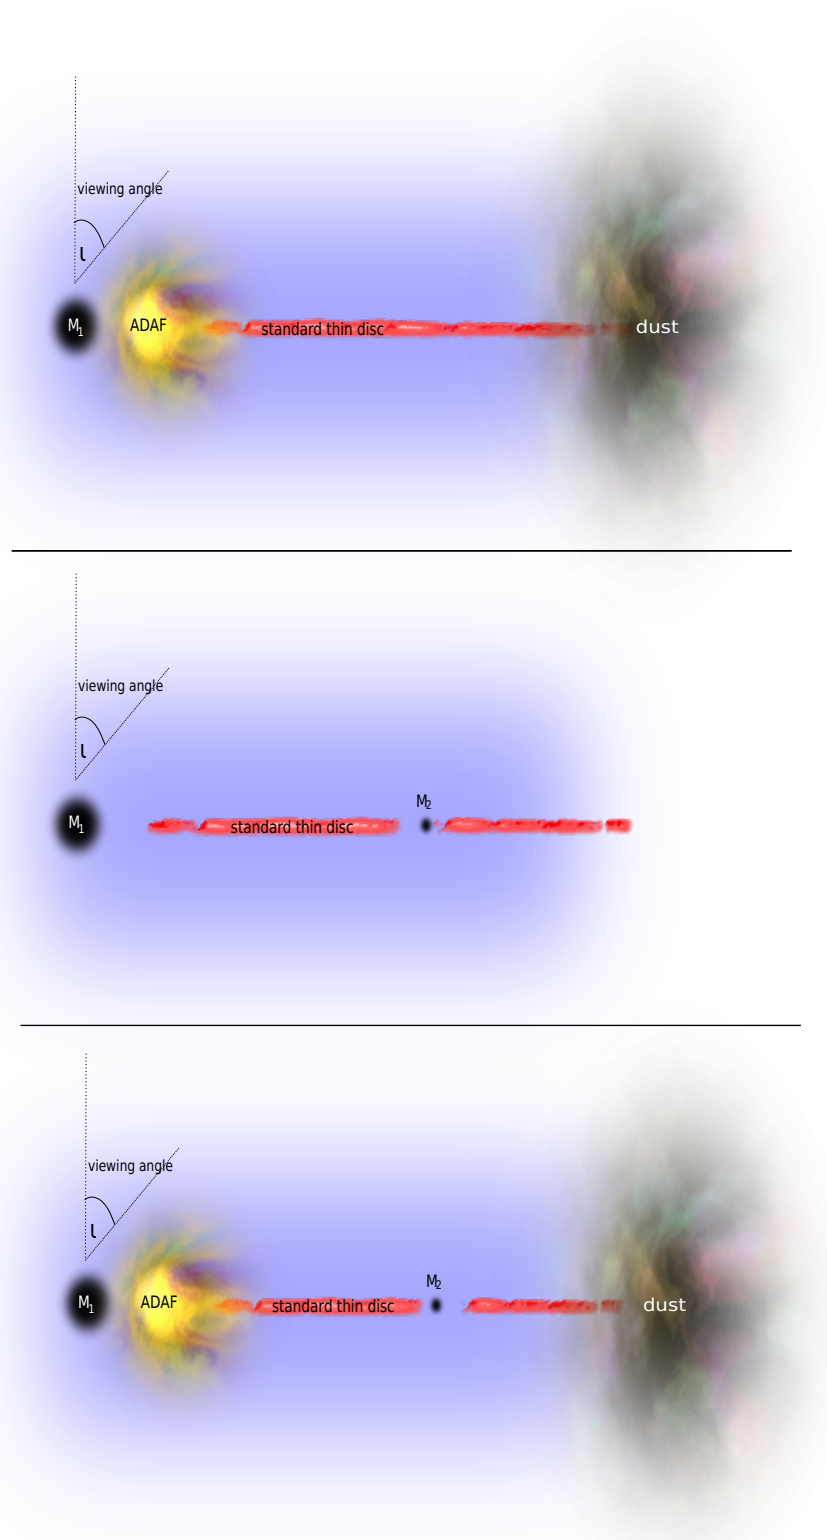 viewing angle
ι
M1
ADAF
standard thin disc
dust
viewing angle
ι
M2
M1
standard thin disc
viewing angle
ι
M2
M1
ADAF
standard thin disc
dust